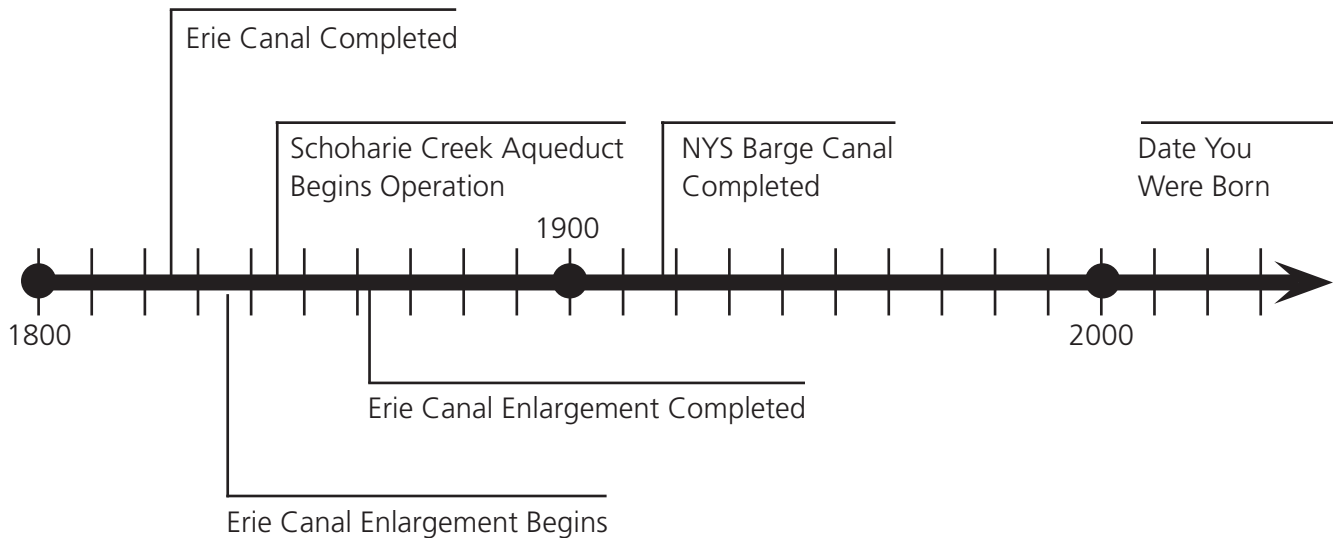 Erie Canal Completed
Schoharie Creek Aqueduct
Begins Operation
NYS Barge Canal
Completed
Date You
Were Born
1900
1800
2000
Erie Canal Enlargement Completed
Erie Canal Enlargement Begins